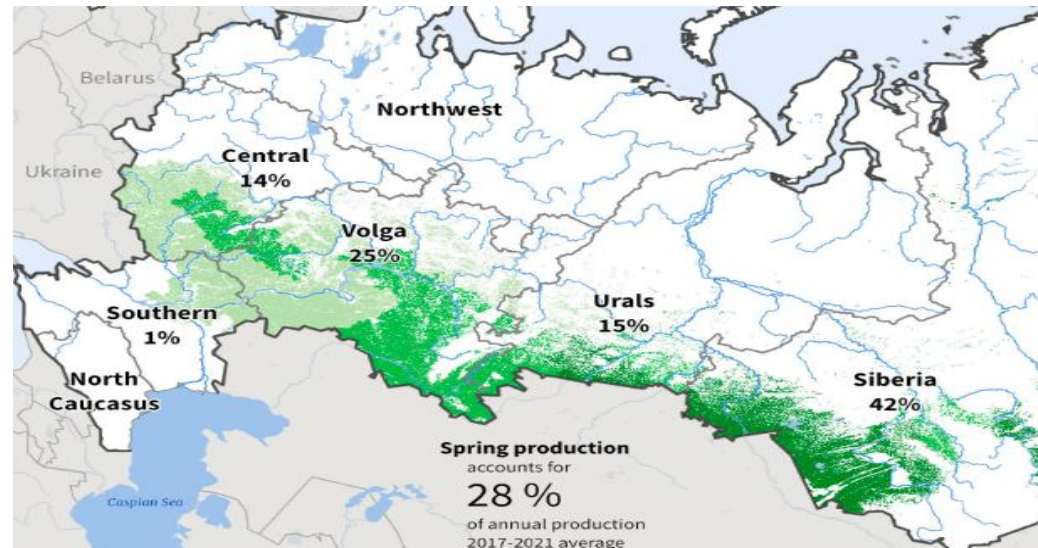 Belarus
Northwest
Ukraine
Central
14%
Volga
25%
Urals
15%
Southern
1%
North
Caucasus
Siberia
42%
Spring production
accounts for
28 %
of annual production
2017-2021 average
Caspian Sea